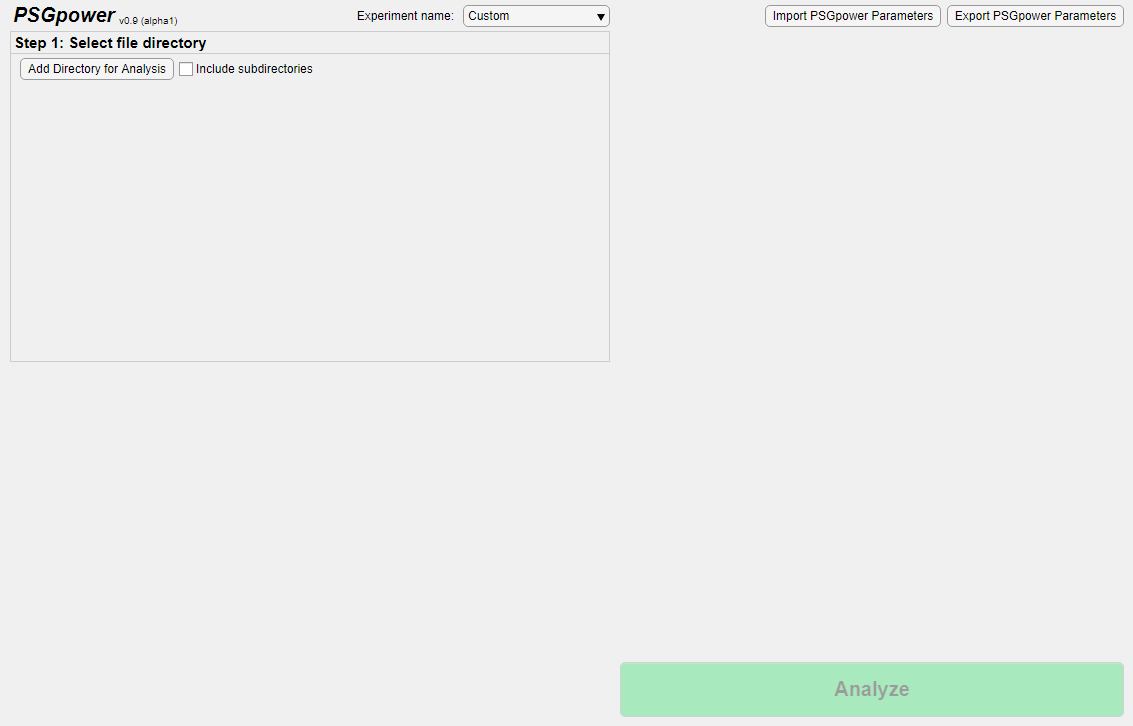 PSGpower v0.9 (alpha1) Experiment name: Custom Import PSGpower Parameters Export PSGpower Parameters
Step 1: Select file directory
Add Directory for Analysis Include subdirectories
Analyze